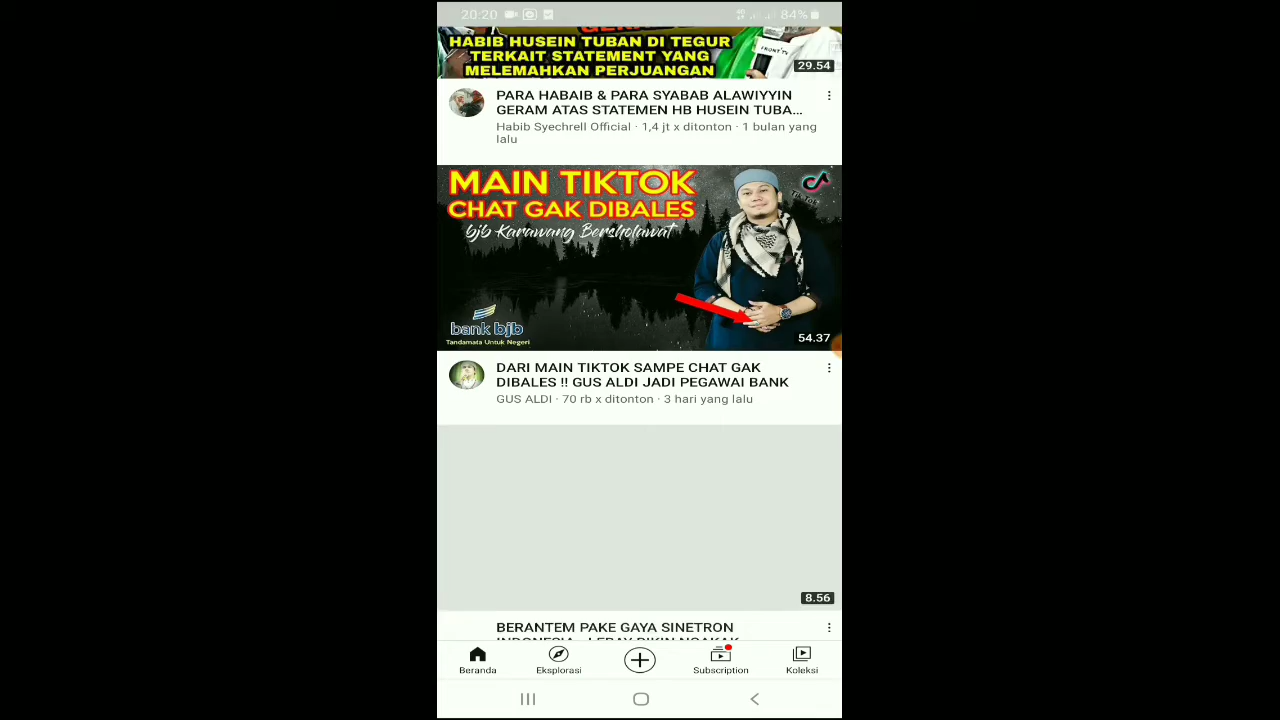 20:20
84%
HABIB HUSEIN TUBAN DI TEGUR
TERKAIT STATEMENT YANG
MELEMAHKAN PERJUANGAN
FRONT TV
29.54
PARA HABAIB & PARA SYABAB ALAWIYYIN
GERAM ATAS STATEMEN HB HUSEIN TUBA...
Habib Syechrell Official · 1,4 jt x ditonton · 1 bulan yang
lalu
MAIN TIKTOK
CHAT GAK DIBALES
bjb Karawang Bersholawat
TIKTOK
bank bjb
Tandamata Untuk Negeri
54.37
DARI MAIN TIKTOK SAMPE CHAT GAK
DIBALES !! GUS ALDI JADI PEGAWAI BANK
GUS ALDI · 70 rb x ditonton · 3 hari yang lalu
8.56
BERANTEM PAKE GAYA SINETRON
Beranda
Eksplorasi
Subscription
Koleksi